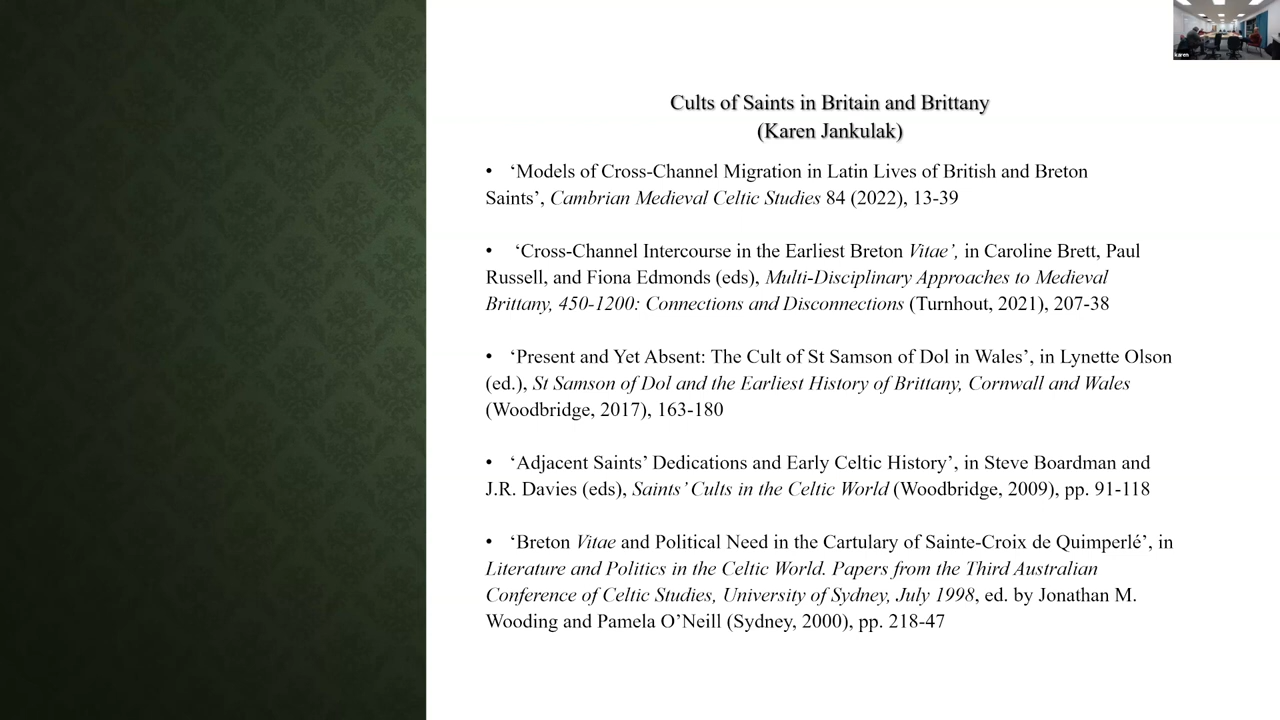 karen
Cults of Saints in Britain and Brittany
(Karen Jankulak)
• ‘Models of Cross-Channel Migration in Latin Lives of British and Breton
Saints’, Cambrian Medieval Celtic Studies 84 (2022), 13-39
• ‘Cross-Channel Intercourse in the Earliest Breton Vitae’, in Caroline Brett, Paul
Russell, and Fiona Edmonds (eds), Multi-Disciplinary Approaches to Medieval
Brittany, 450-1200: Connections and Disconnections (Turnhout, 2021), 207-38
• ‘Present and Yet Absent: The Cult of St Samson of Dol in Wales’, in Lynette Olson
(ed.), St Samson of Dol and the Earliest History of Brittany, Cornwall and Wales
(Woodbridge, 2017), 163-180
• ‘Adjacent Saints’ Dedications and Early Celtic History’, in Steve Boardman and
J.R. Davies (eds), Saints’ Cults in the Celtic World (Woodbridge, 2009), pp. 91-118
• ‘Breton Vitae and Political Need in the Cartulary of Sainte-Croix de Quimperlé’, in
Literature and Politics in the Celtic World. Papers from the Third Australian
Conference of Celtic Studies, University of Sydney, July 1998, ed. by Jonathan M.
Wooding and Pamela O’Neill (Sydney, 2000), pp. 218-47